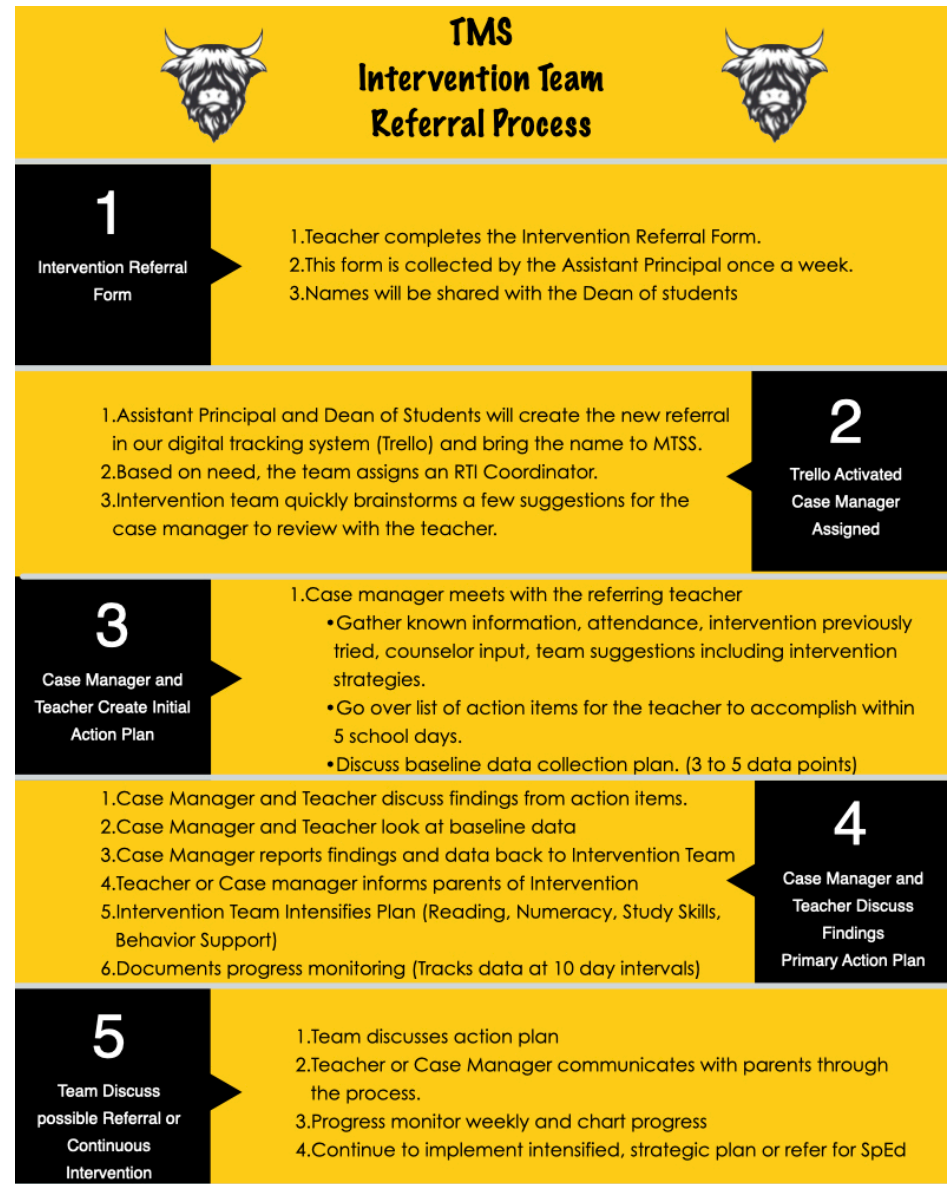 TMS
Intervention Team
Referral Process
1
Intervention Referral
Form
1.Teacher completes the Intervention Referral Form.
2.This form is collected by the Assistant Principal once a week.
3.Names will be shared with the Dean of students
1.Assistant Principal and Dean of Students will create the new referral
in our digital tracking system (Trello) and bring the name to MTSS.
2.Based on need, the team assigns an RTI Coordinator.
3.Intervention team quickly brainstorms a few suggestions for the
case manager to review with the teacher.
2
Trello Activated
Case Manager
Assigned
3
Case Manager and
Teacher Create Initial
Action Plan
1.Case manager meets with the referring teacher
•Gather known information, attendance, intervention previously
tried, counselor input, team suggestions including intervention
strategies.
•Go over list of action items for the teacher to accomplish within
5 school days.
•Discuss baseline data collection plan. (3 to 5 data points)
1.Case Manager and Teacher discuss findings from action items.
2.Case Manager and Teacher look at baseline data
3.Case Manager reports findings and data back to Intervention Team
4.Teacher or Case manager informs parents of Intervention
5.Intervention Team Intensifies Plan (Reading, Numeracy, Study Skills,
Behavior Support)
6.Documents progress monitoring (Tracks data at 10 day intervals)
4
Case Manager and
Teacher Discuss
Findings
Primary Action Plan
5
Team Discuss
possible Referral or
Continuous
Intervention
1.Team discusses action plan
2.Teacher or Case Manager communicates with parents through
the process.
3.Progress monitor weekly and chart progress
4.Continue to implement intensified, strategic plan or refer for SpEd